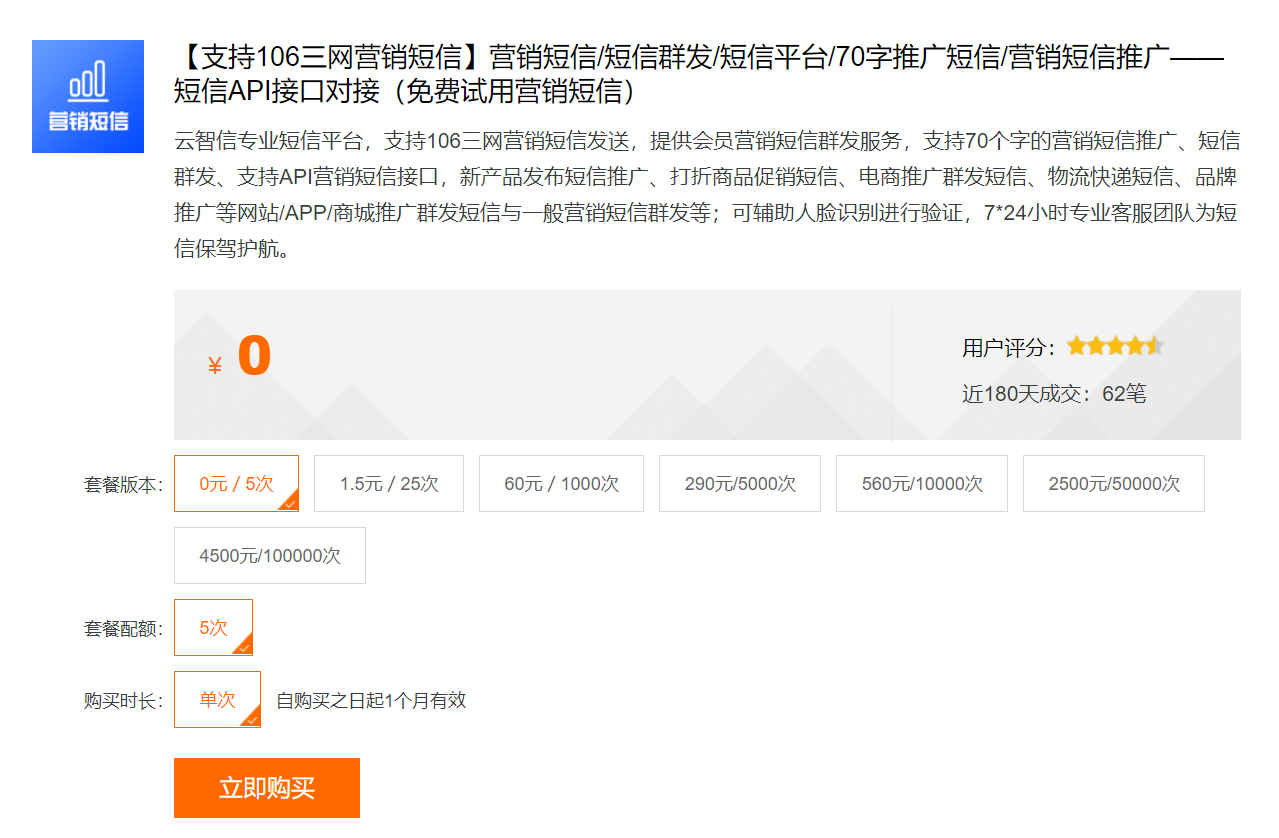 营销短信
【支持106三网营销短信】营销短信/短信群发/短信平台/70字推广短信/营销短信推广——
短信API接口对接（免费试用营销短信）
云智信专业短信平台，支持106三网营销短信发送，提供会员营销短信群发服务，支持70个字的营销短信推广、短信
群发、支持API营销短信接口，新产品发布短信推广、打折商品促销短信、电商推广群发短信、物流快递短信、品牌
推广等网站/APP/商城推广群发短信与一般营销短信群发等；可辅助人脸识别进行验证，7*24小时专业客服团队为短
信保驾护航。
¥ 0
用户评分：
近180天成交：62笔
套餐版本： 0元 / 5次 1.5元 / 25次 60元 / 1000次 290元/5000次 560元/10000次 2500元/50000次
4500元/100000次
套餐配额： 5次
购买时长： 单次 自购买之日起1个月有效
立即购买